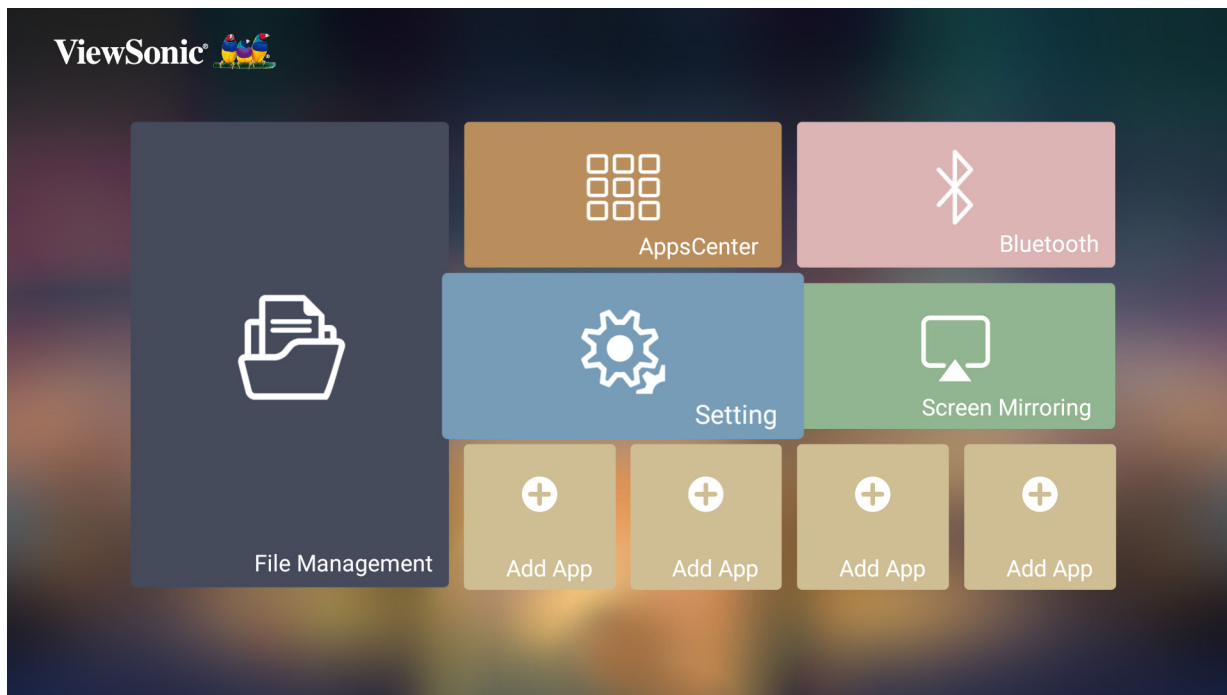 ViewSonic®
AppsCenter
Bluetooth
Setting
Screen Mirroring
File Management
Add App
Add App
Add App
Add App